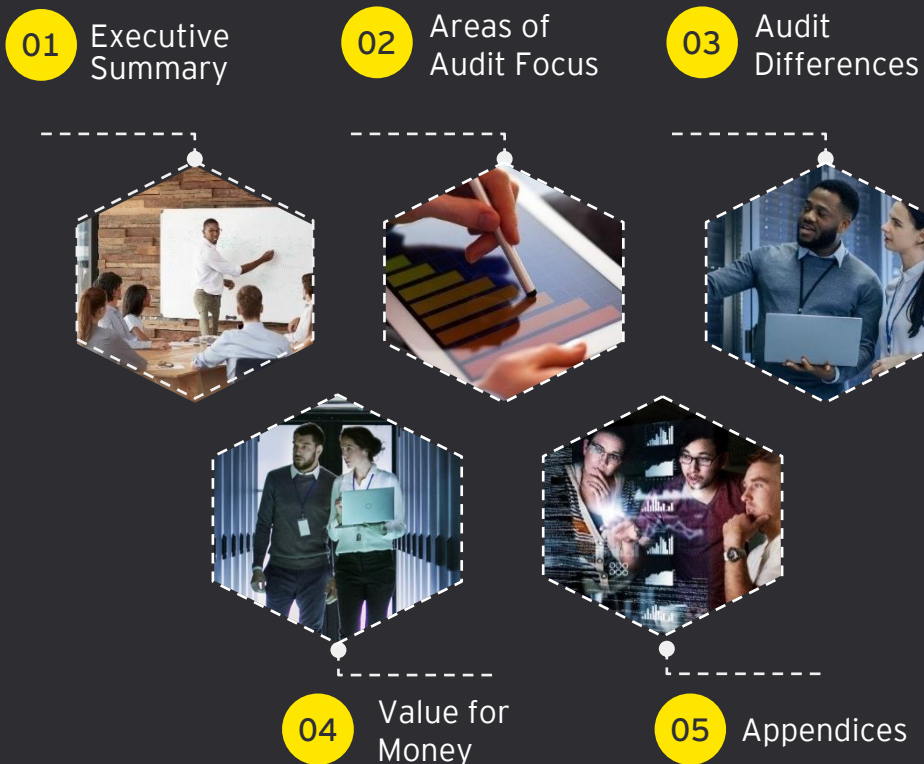 01
Executive
Summary
02
Areas of
Audit Focus
03
Audit
Differences
04
Value for
Money
05
Appendices